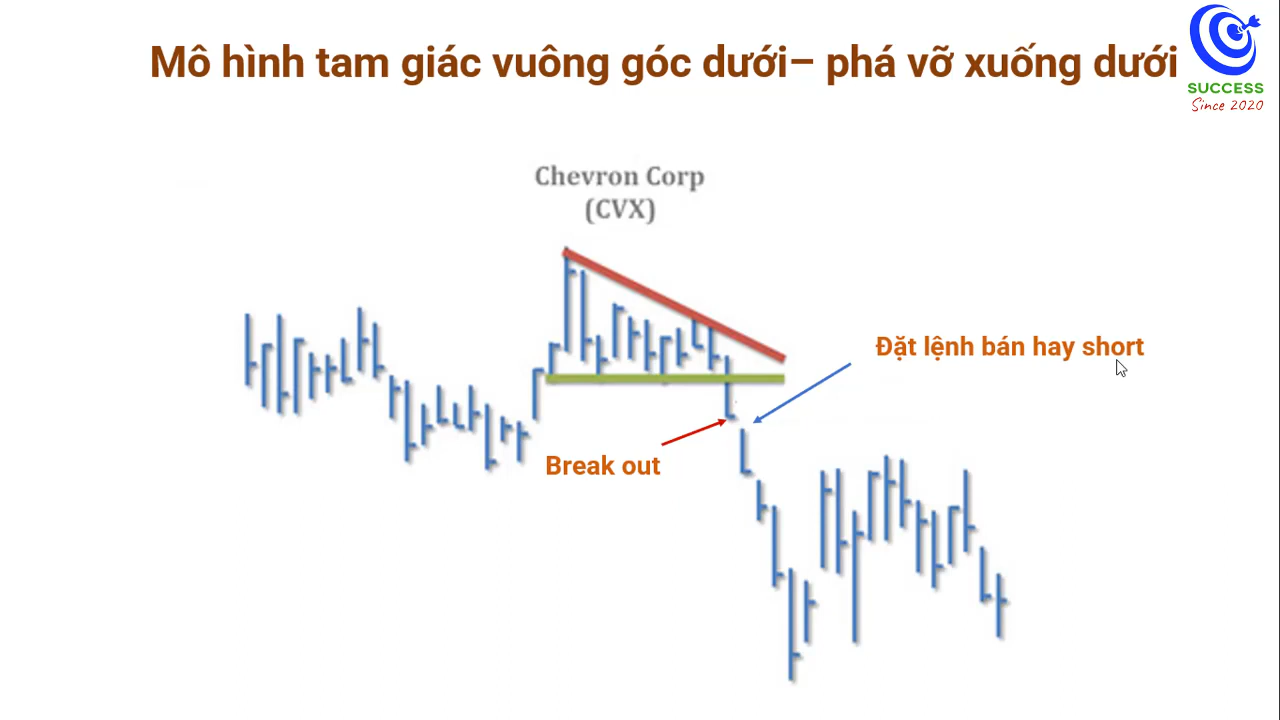 Mô hình tam giác vuông góc dưới– phá vỡ xuống dưới
SUCCESS
Since 2020
Chevron Corp
(CVX)
Đặt lệnh bán hay short
Break out